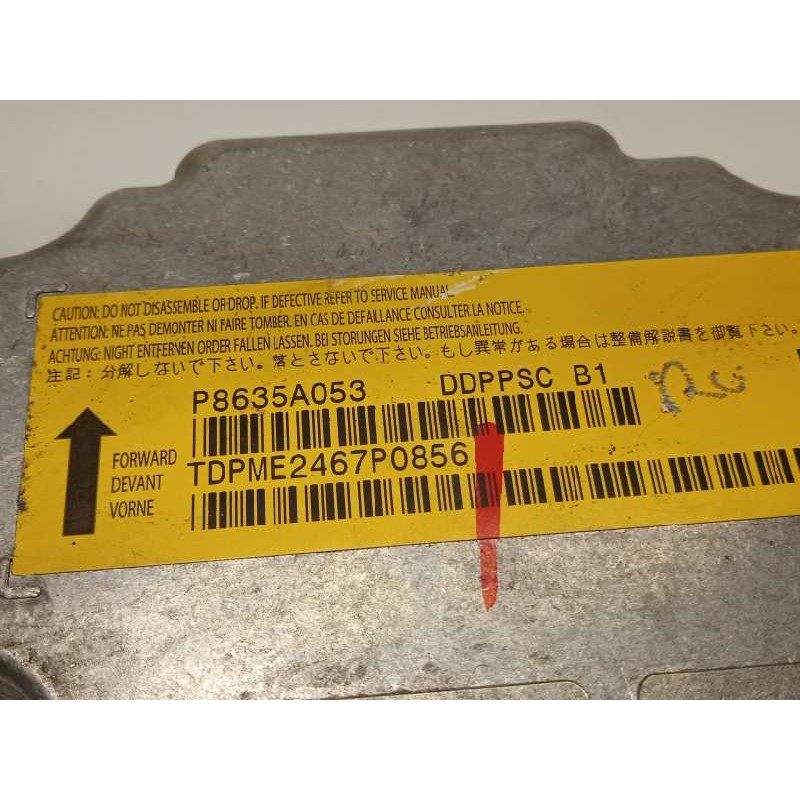 CAUTION: DO NOT DISASSEMBLE OR DROP. IF DEFECTIVE REFER TO SERVICE MANUAL.
ATTENTION: NE PAS DEMONTER NI FAIRE TOMBER. EN CAS DE DEFAILLANCE CONSULTER LA NOTICE.
ACHTUNG: NIGHT ENTFERVEN ORDER FALLEN LASSEN. BEI STORUNGEN SIEHE BETRIEBSANLEITUNG.
注記：分解しないで下さい。落とさないで下さい。もし異常がある場合は整備解説書を御覧下さい。
P8635A053 DDPPSC B1
TDPME2467P0856
FORWARD
DEVANT
VORNE